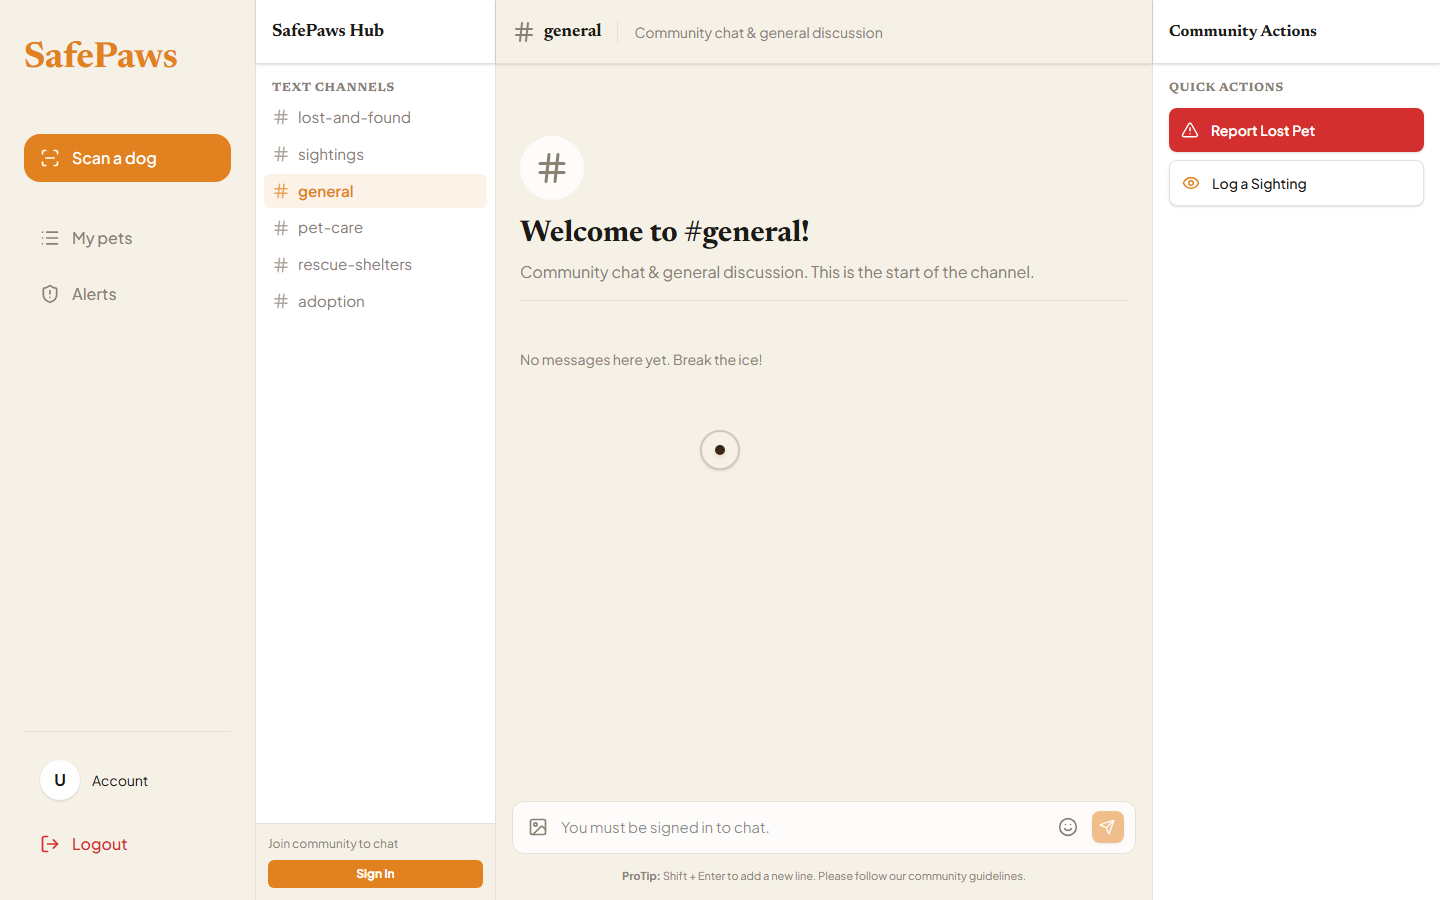 SafePaws
Scan a dog
My pets
Alerts
U
Account
Logout
SafePaws Hub
TEXT CHANNELS
# lost-and-found
# sightings
# general
# pet-care
# rescue-shelters
# adoption
Join community to chat
Sign In
# general
Community chat & general discussion
#
Welcome to #general!
Community chat & general discussion. This is the start of the channel.
No messages here yet. Break the ice!
You must be signed in to chat.
ProTip: Shift + Enter to add a new line. Please follow our community guidelines.
Community Actions
QUICK ACTIONS
Report Lost Pet
Log a Sighting